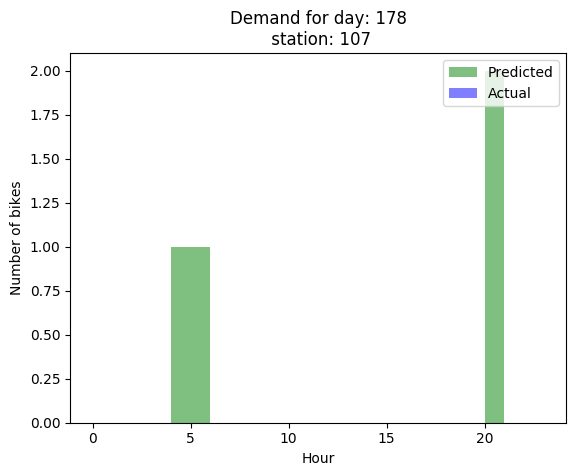 Demand for day: 178
station: 107
2.00
1.75
1.50
1.25
1.00
0.75
0.50
0.25
0.00
Number of bikes
Predicted
Actual
0 5 10 15 20
Hour